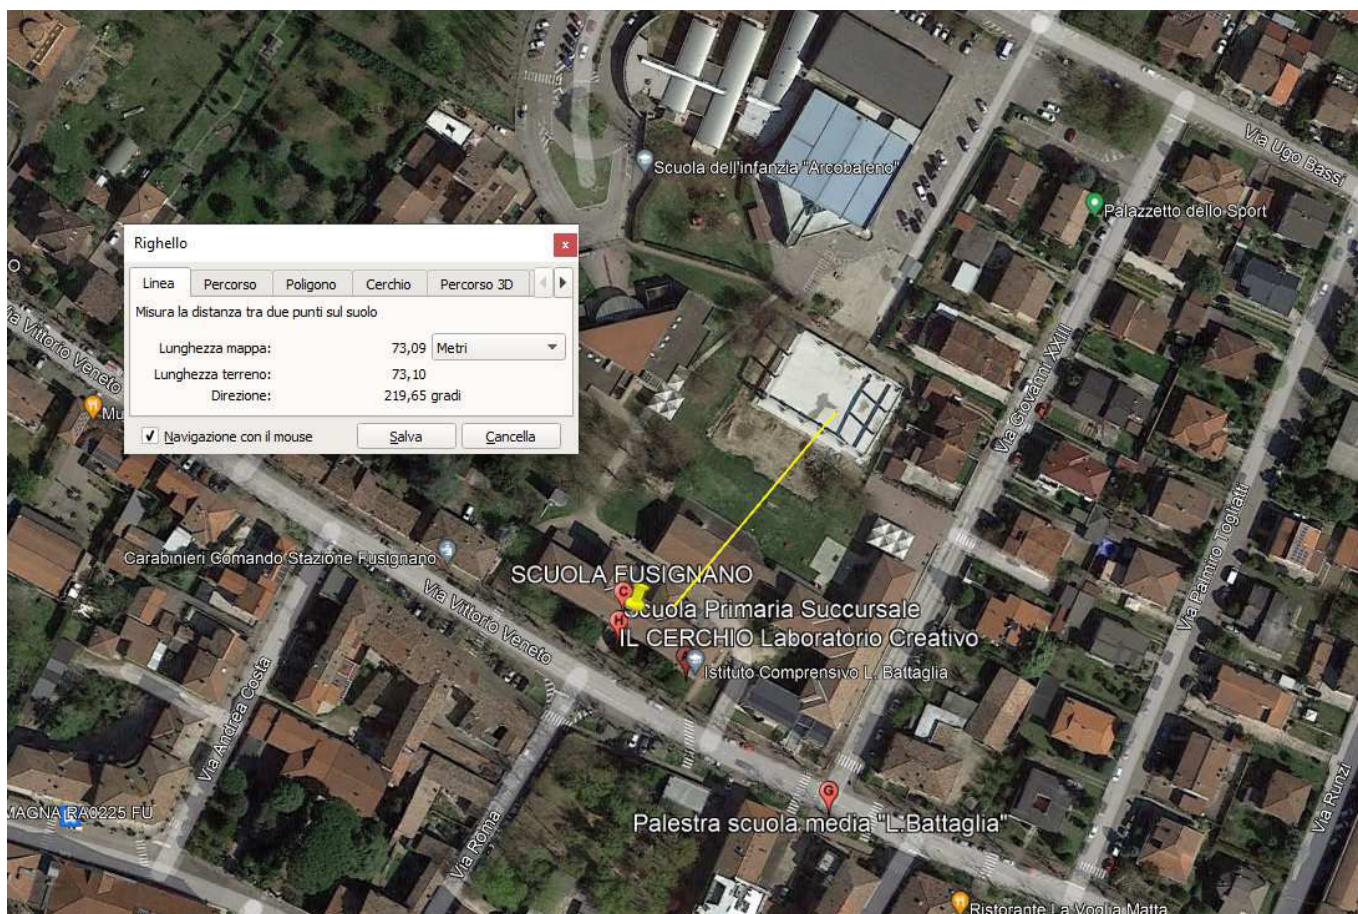 Via Ugo Bassi
Scuola dell'infanzia "Arcobaleno"
Palazzetto dello Sport
Righello
x
Linea
Percorso
Poligono
Cerchio
Percorso 3D
Misura la distanza tra due punti sul suolo
Lunghezza mappa: 73,09 Metri
Lunghezza terreno: 73,10
Direzione: 219,65 gradi
Navigazione con il mouse
Salva
Cancella
O
Via Vittorio Veneto
Mu
Via Giovanni XXIII
Via Palmiro Togliatti
Carabinieri Comando Stazione Fusignano
SCUOLA FUSIGNANO
C
Scuola Primaria Succursale
H
IL CERCHIO Laboratorio Creativo
Istituto Comprensivo L. Battaglia
Via Vittorio Veneto
Via Andrea Costa
MAGNA RA0225 FU
Via Roma
G
Palestra scuola media "L.Battaglia"
Via Runzi
Ristorante La Voglia Matta